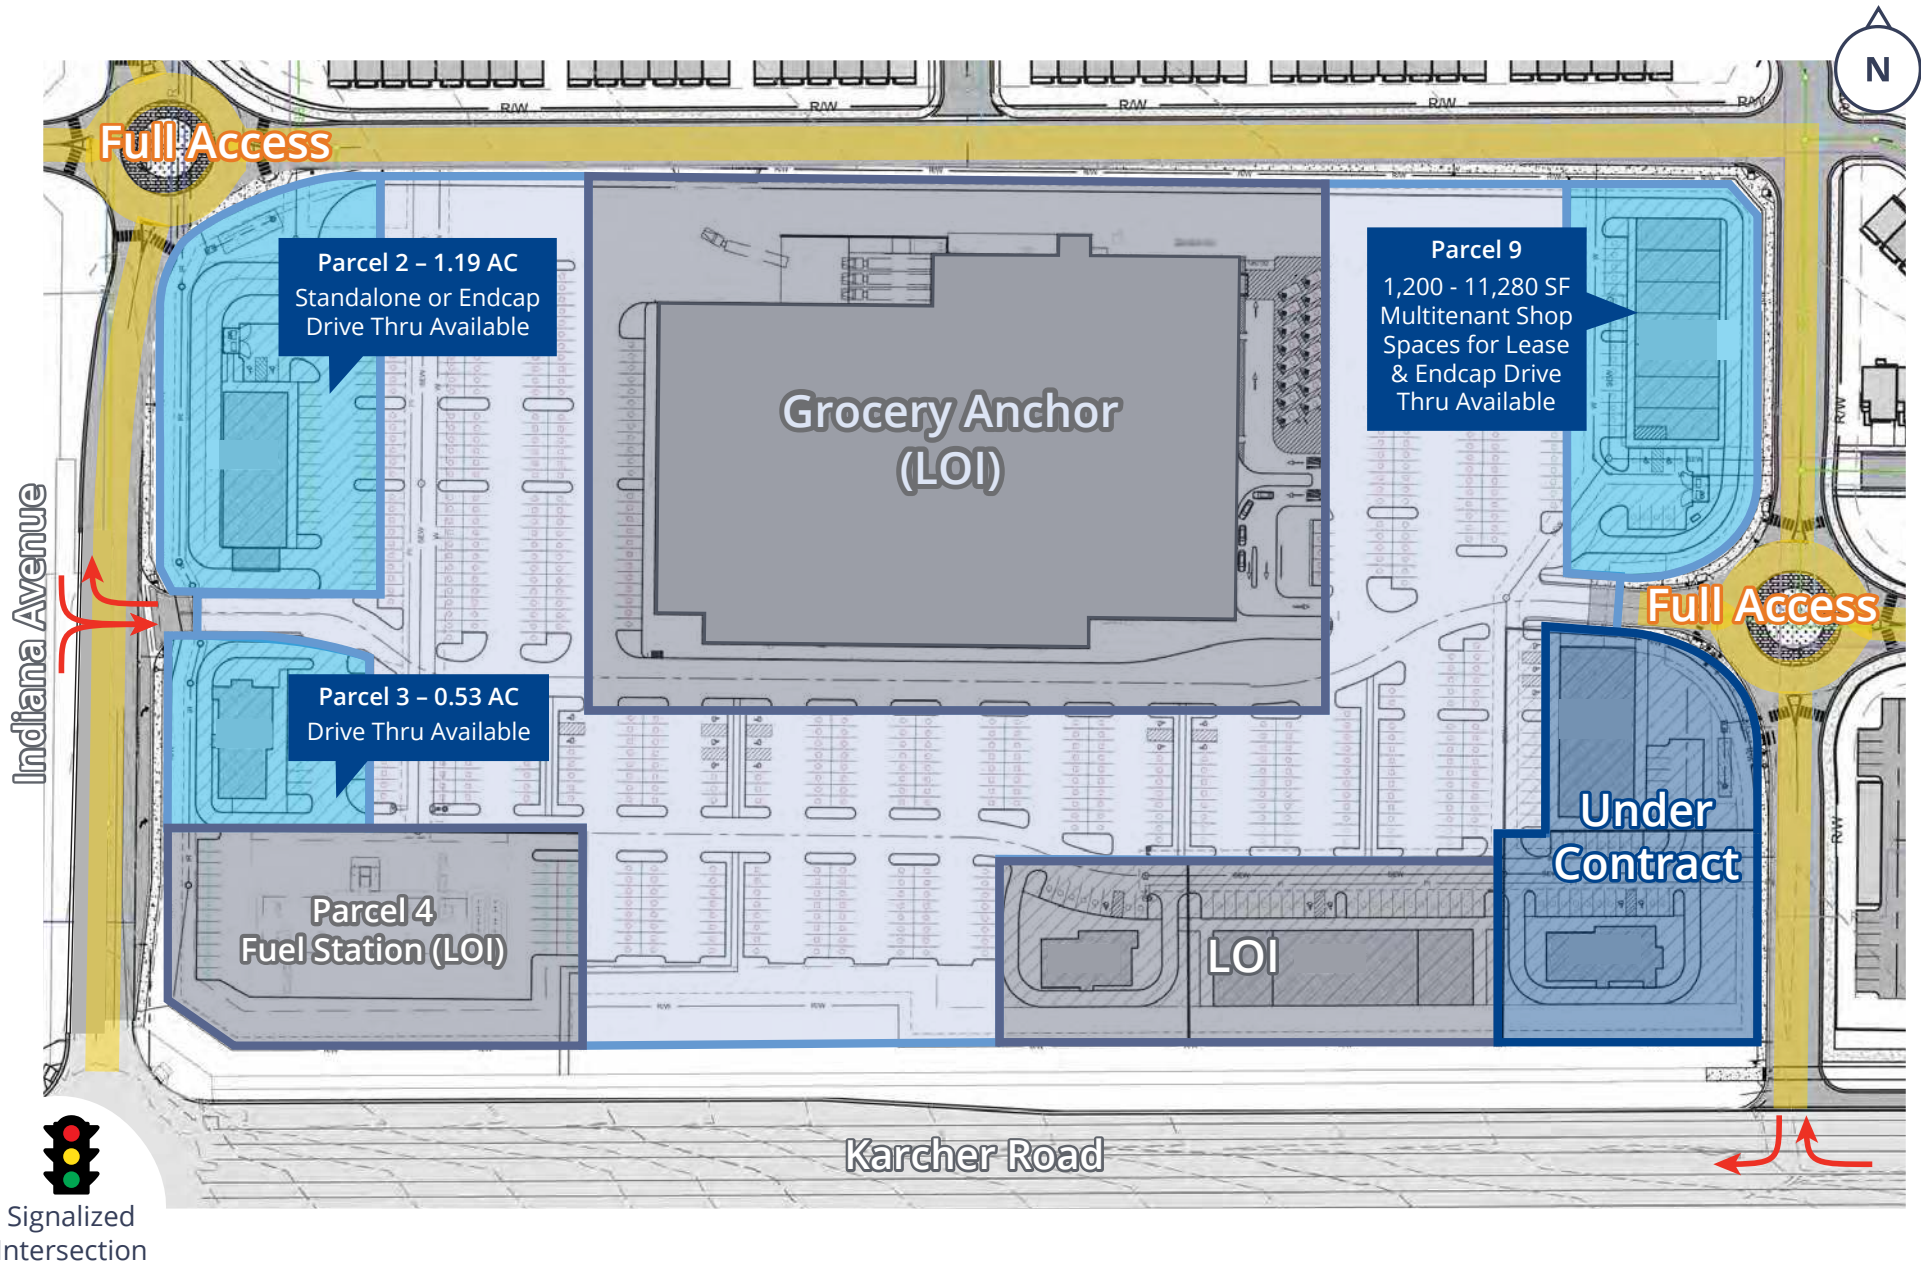 N
R/W
R/W
R/W
R/W
R/W
Full Access
Parcel 2 – 1.19 AC
Standalone or Endcap
Drive Thru Available
Parcel 9
1,200 - 11,280 SF
Multitenant Shop
Spaces for Lease
& Endcap Drive
Thru Available
Grocery Anchor
(LOI)
R/W
Indiana Avenue
Full Access
Parcel 3 – 0.53 AC
Drive Thru Available
Under
Contract
R/W
Parcel 4
Fuel Station (LOI)
LOI
R/W
R/W
Karcher Road
Signalized
Intersection